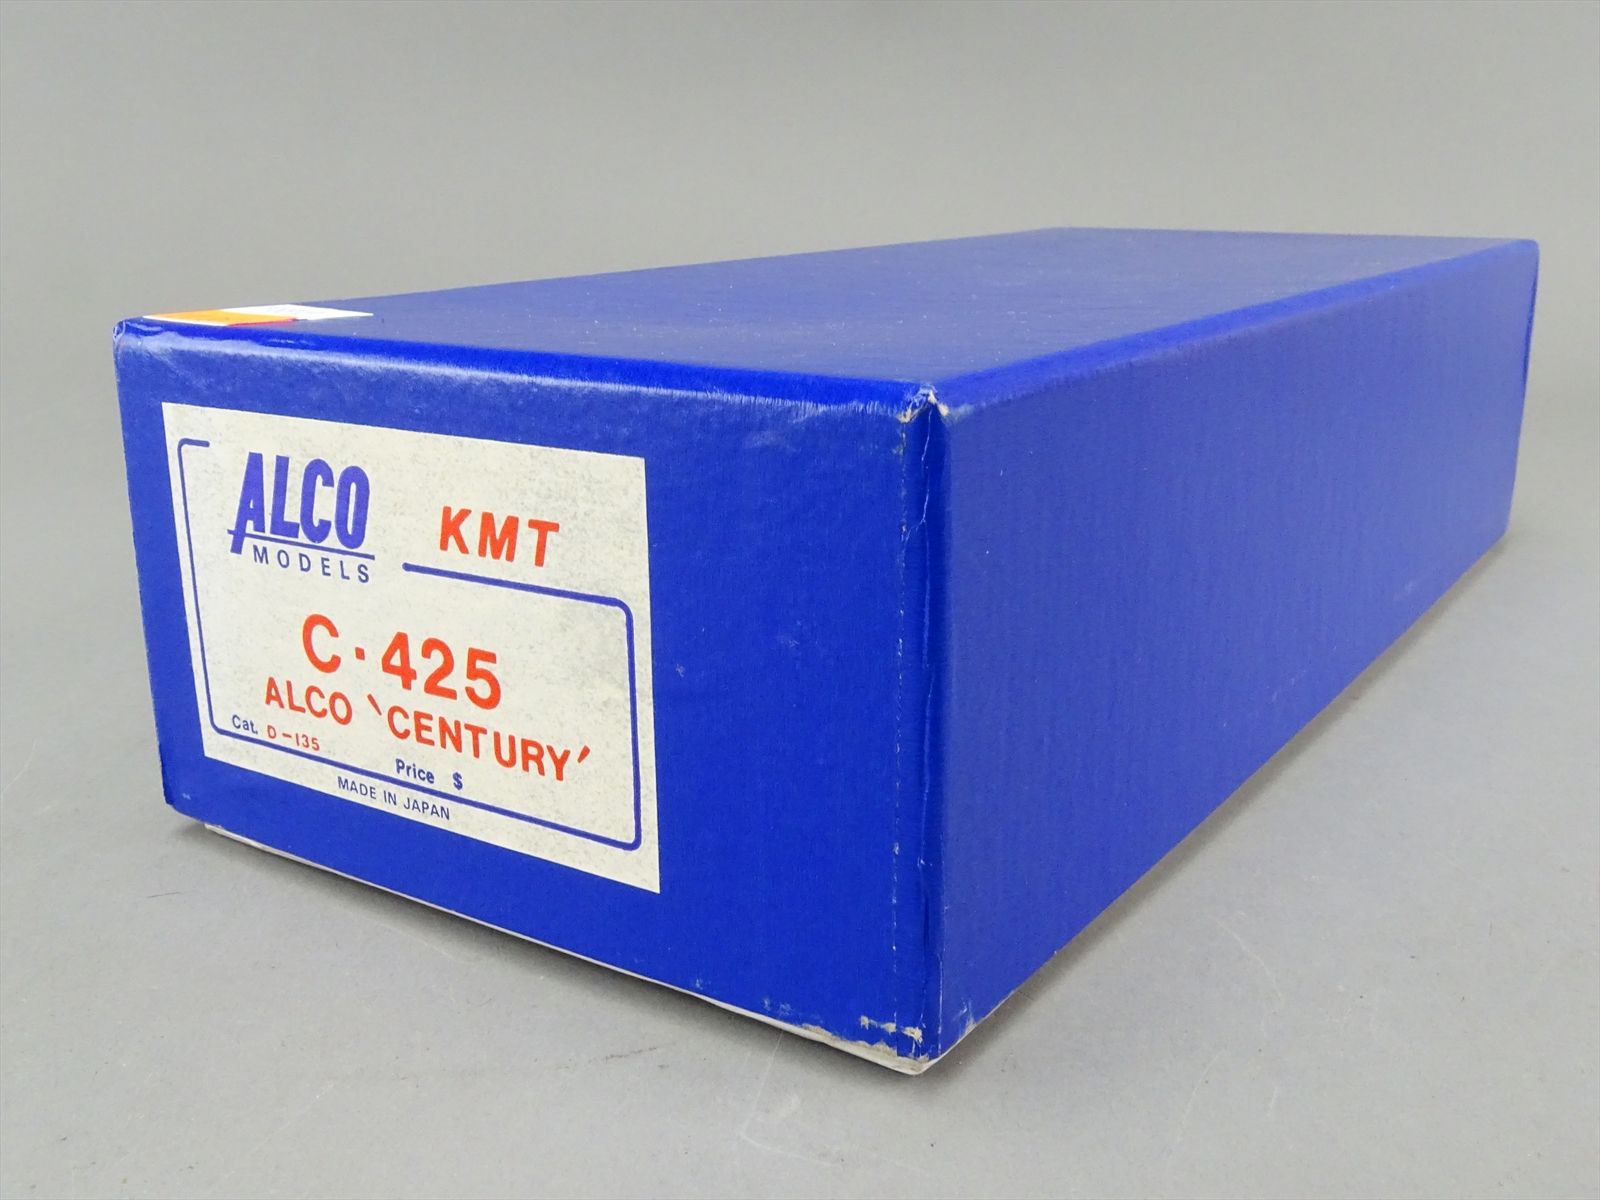 ALCO
MODELS
KMT
C·425
ALCO ‵CENTURY′
Cat. D-135
Price $
MADE IN JAPAN